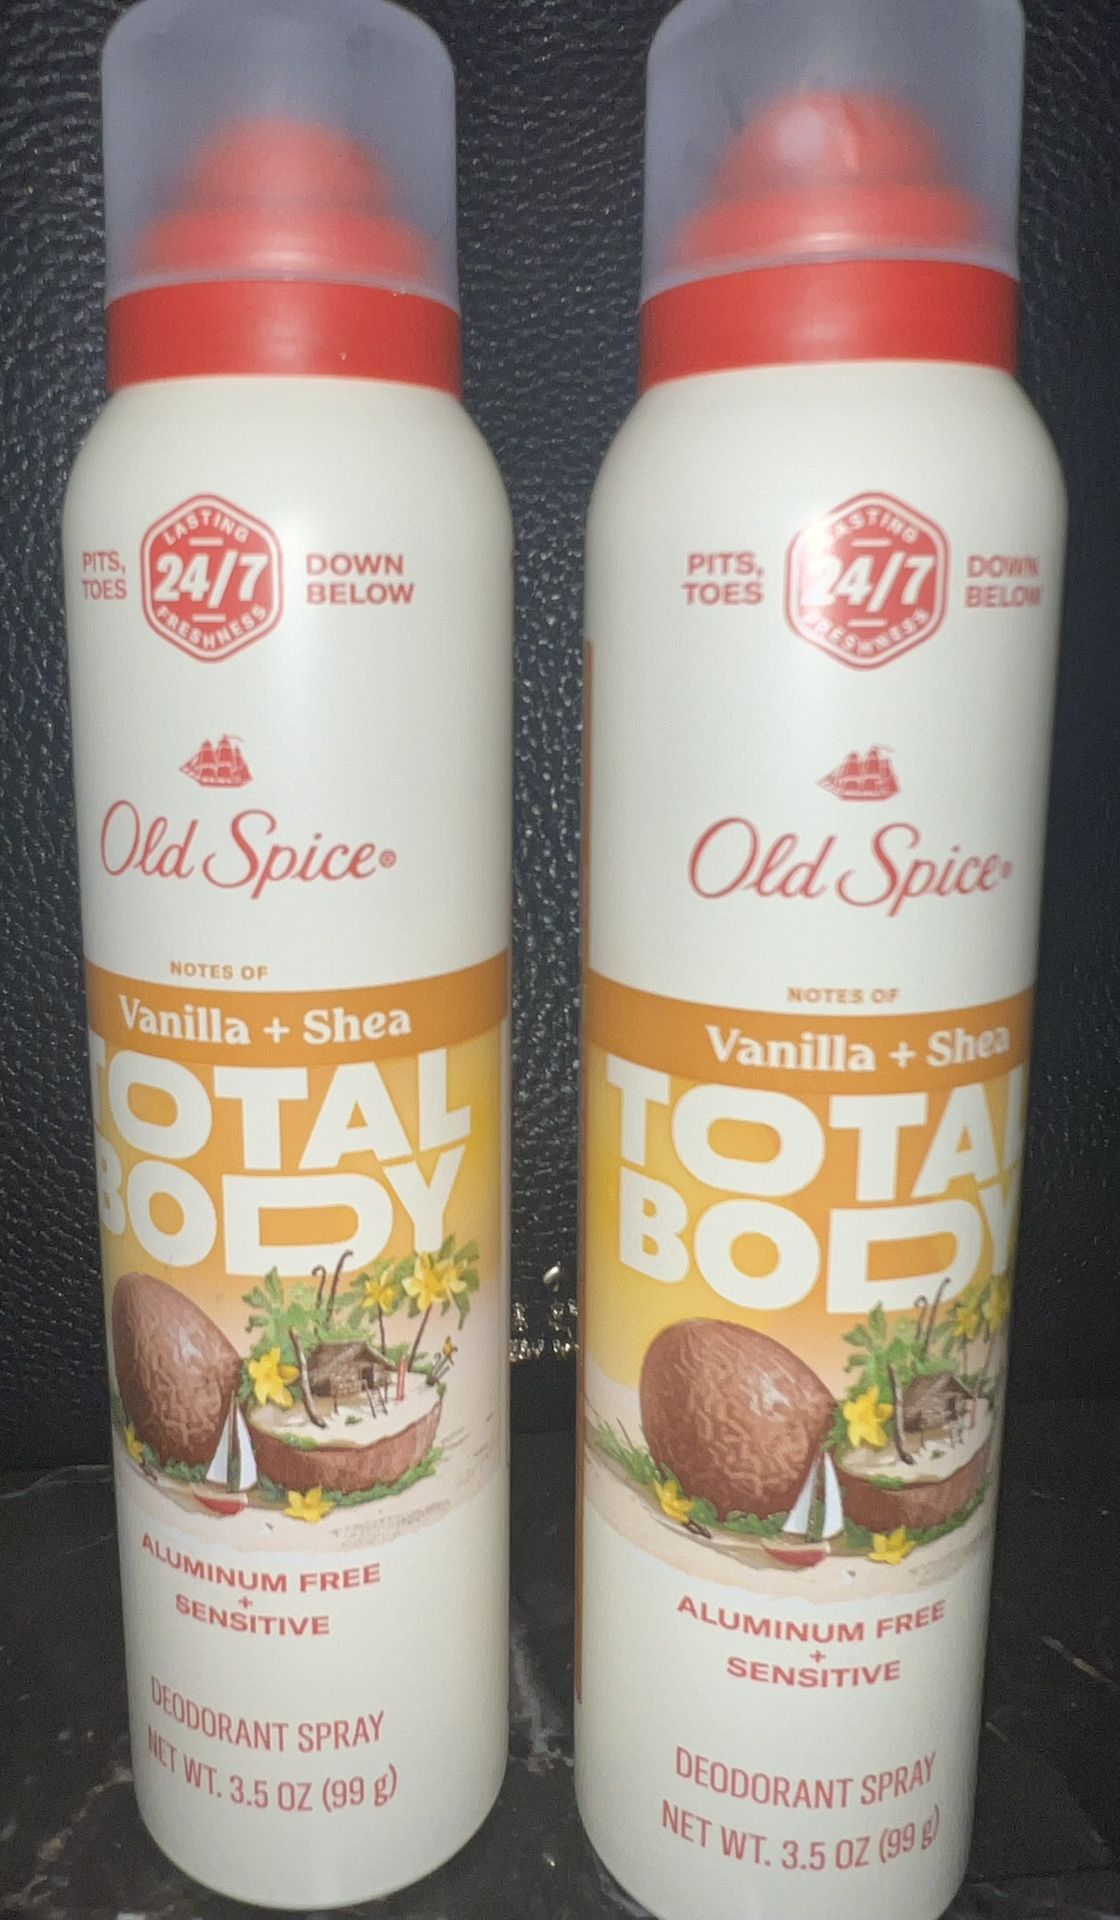 PITS,
TOES
LASTING
24/7
FRESHNESS
DOWN
BELOW
Old Spice®
NOTES OF
Vanilla + Shea
TOTAL
BODY
ALUMINUM FREE
+
SENSITIVE
DEODORANT SPRAY
NET WT. 3.5 OZ (99 g)
PITS,
TOES
LASTING
24/7
FRESHNESS
DOWN
BELOW
Old Spice®
NOTES OF
Vanilla + Shea
TOTAL
BODY
ALUMINUM FREE
+
SENSITIVE
DEODORANT SPRAY
NET WT. 3.5 OZ (99 g)